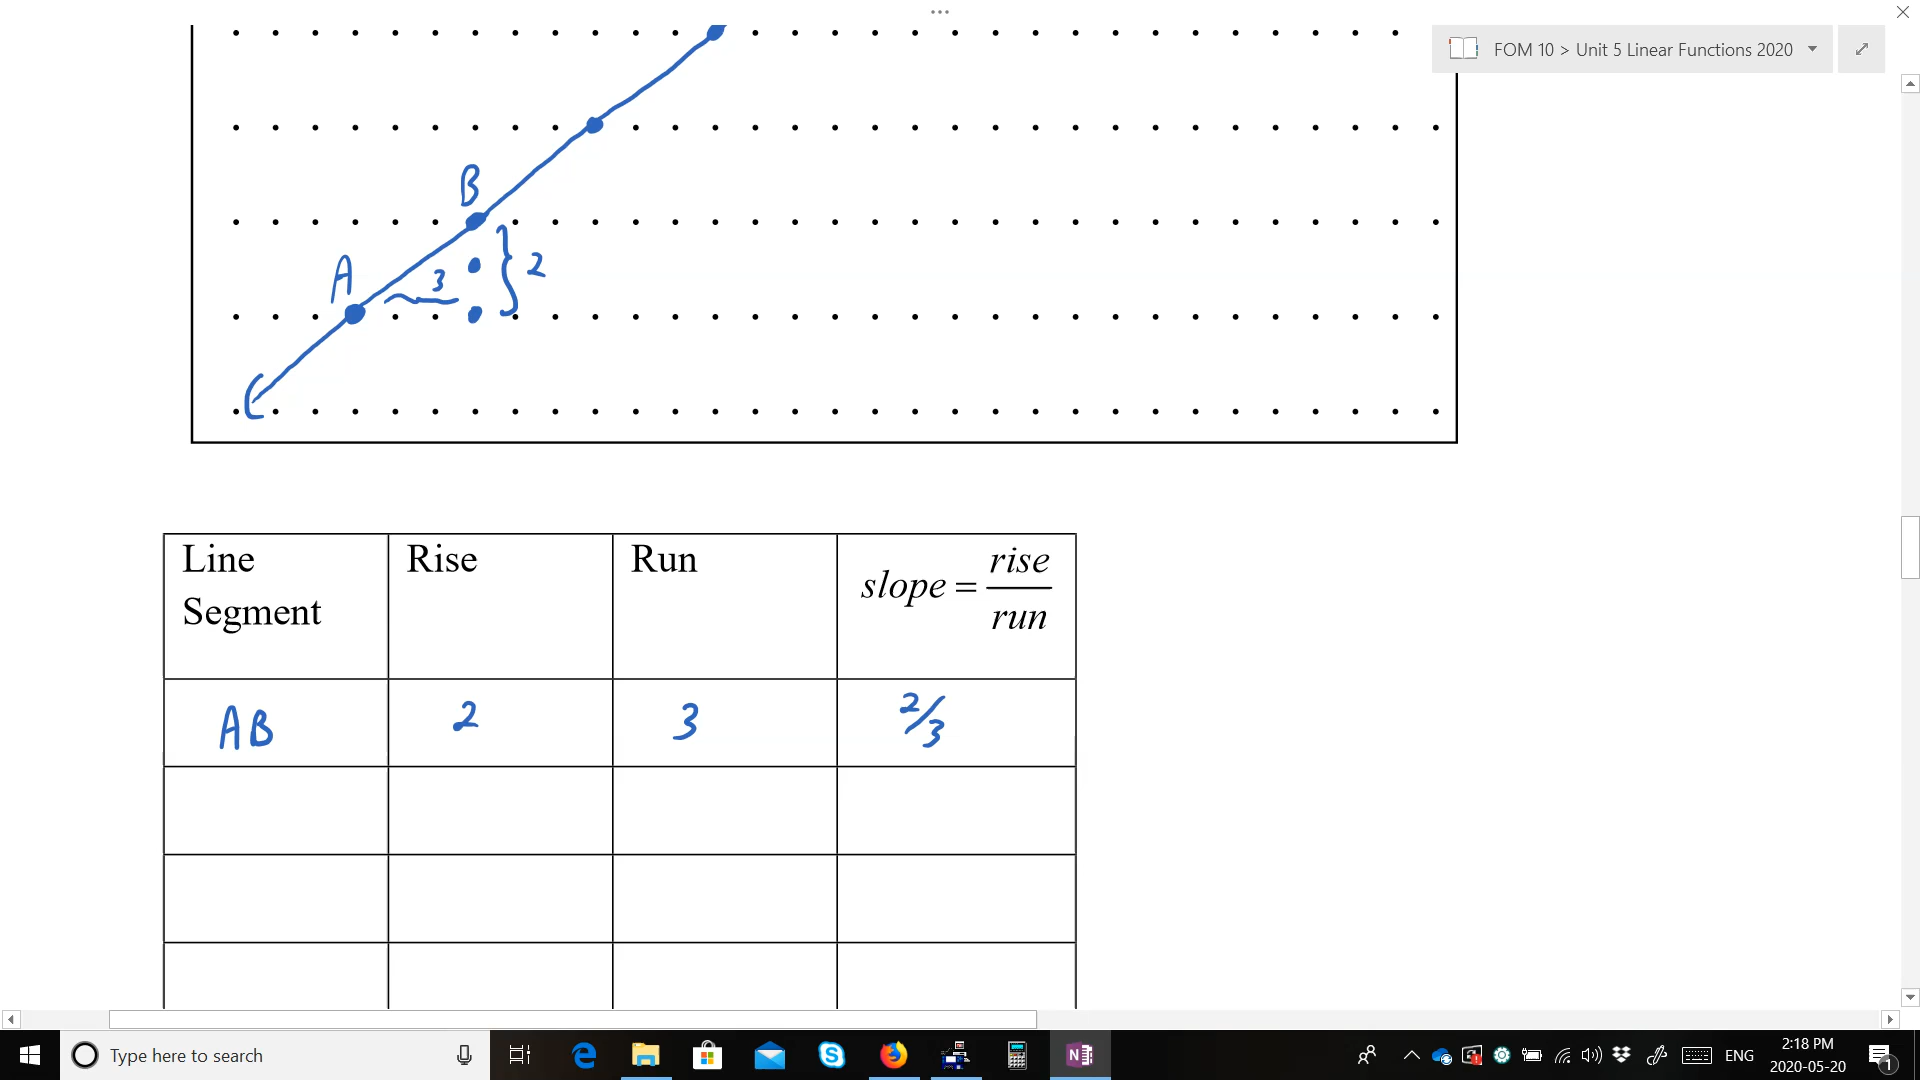 FOM 10 > Unit 5 Linear Functions 2020
B
A
3
2
Line Segment
Rise
Run
slope = rise/run
AB
2
3
2/3
Type here to search
ENG
2:18 PM
2020-05-20
1